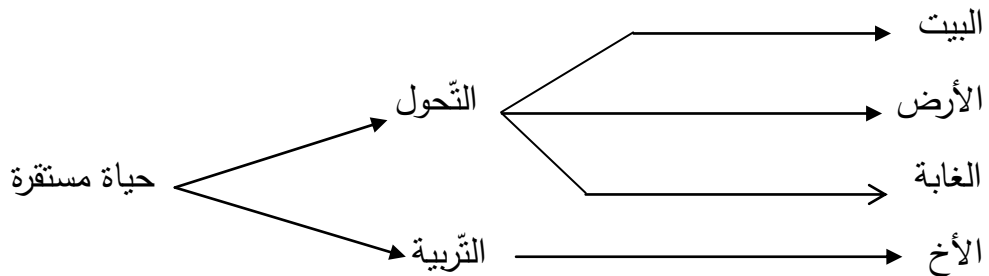 البيت
التّحول
الأرض
حياة مستقرة
الغابة
التّربية
الأخ